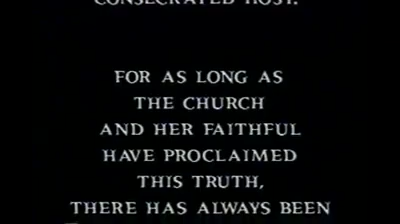 CONSECRATED HOST.
FOR AS LONG AS
THE CHURCH
AND HER FAITHFUL
HAVE PROCLAIMED
THIS TRUTH,
THERE HAS ALWAYS BEEN